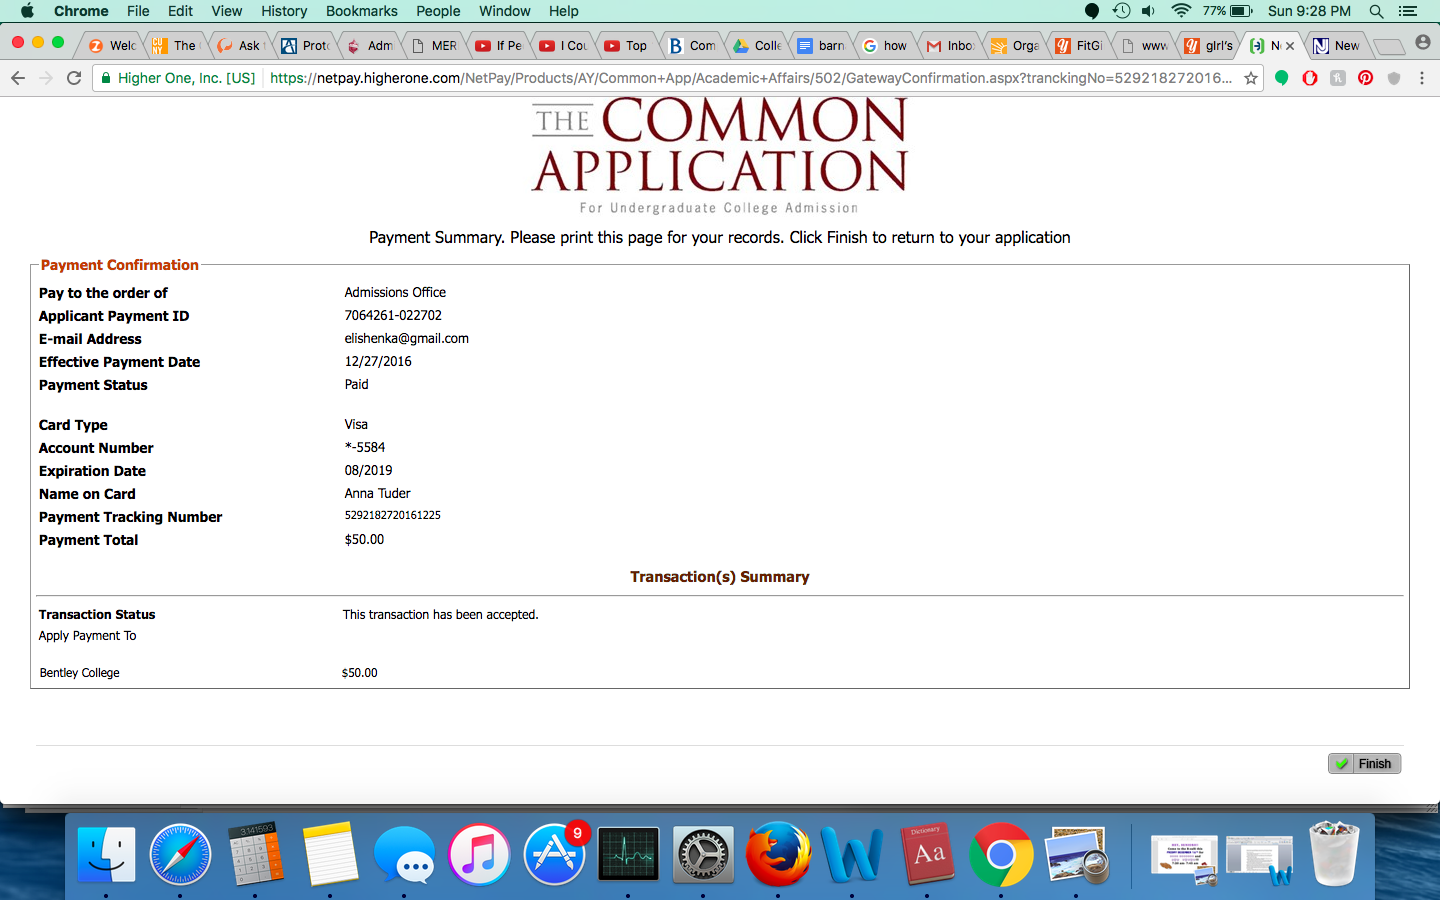 Chrome File Edit View History Bookmarks People Window Help 77% Sun 9:28 PM
Welc The Ask Proto Adm MER If Pe I Cou Top Com Colle barn how Inbo Orga FitGi www girl's New
Higher One, Inc. [US] https://netpay.higherone.com/NetPay/Products/AY/Common+App/Academic+Affairs/502/GatewayConfirmation.aspx?tranckingNo=529218272016...
THE COMMON
APPLICATION
For Undergraduate College Admission
Payment Summary. Please print this page for your records. Click Finish to return to your application
Payment Confirmation
Pay to the order of Admissions Office
Applicant Payment ID 7064261-022702
E-mail Address elishenka@gmail.com
Effective Payment Date 12/27/2016
Payment Status Paid
Card Type Visa
Account Number *-5584
Expiration Date 08/2019
Name on Card Anna Tuder
Payment Tracking Number 5292182720161225
Payment Total $50.00
Transaction(s) Summary
Transaction Status This transaction has been accepted.
Apply Payment To
Bentley College $50.00
Finish
3.141593
9
Dictionary
Aa